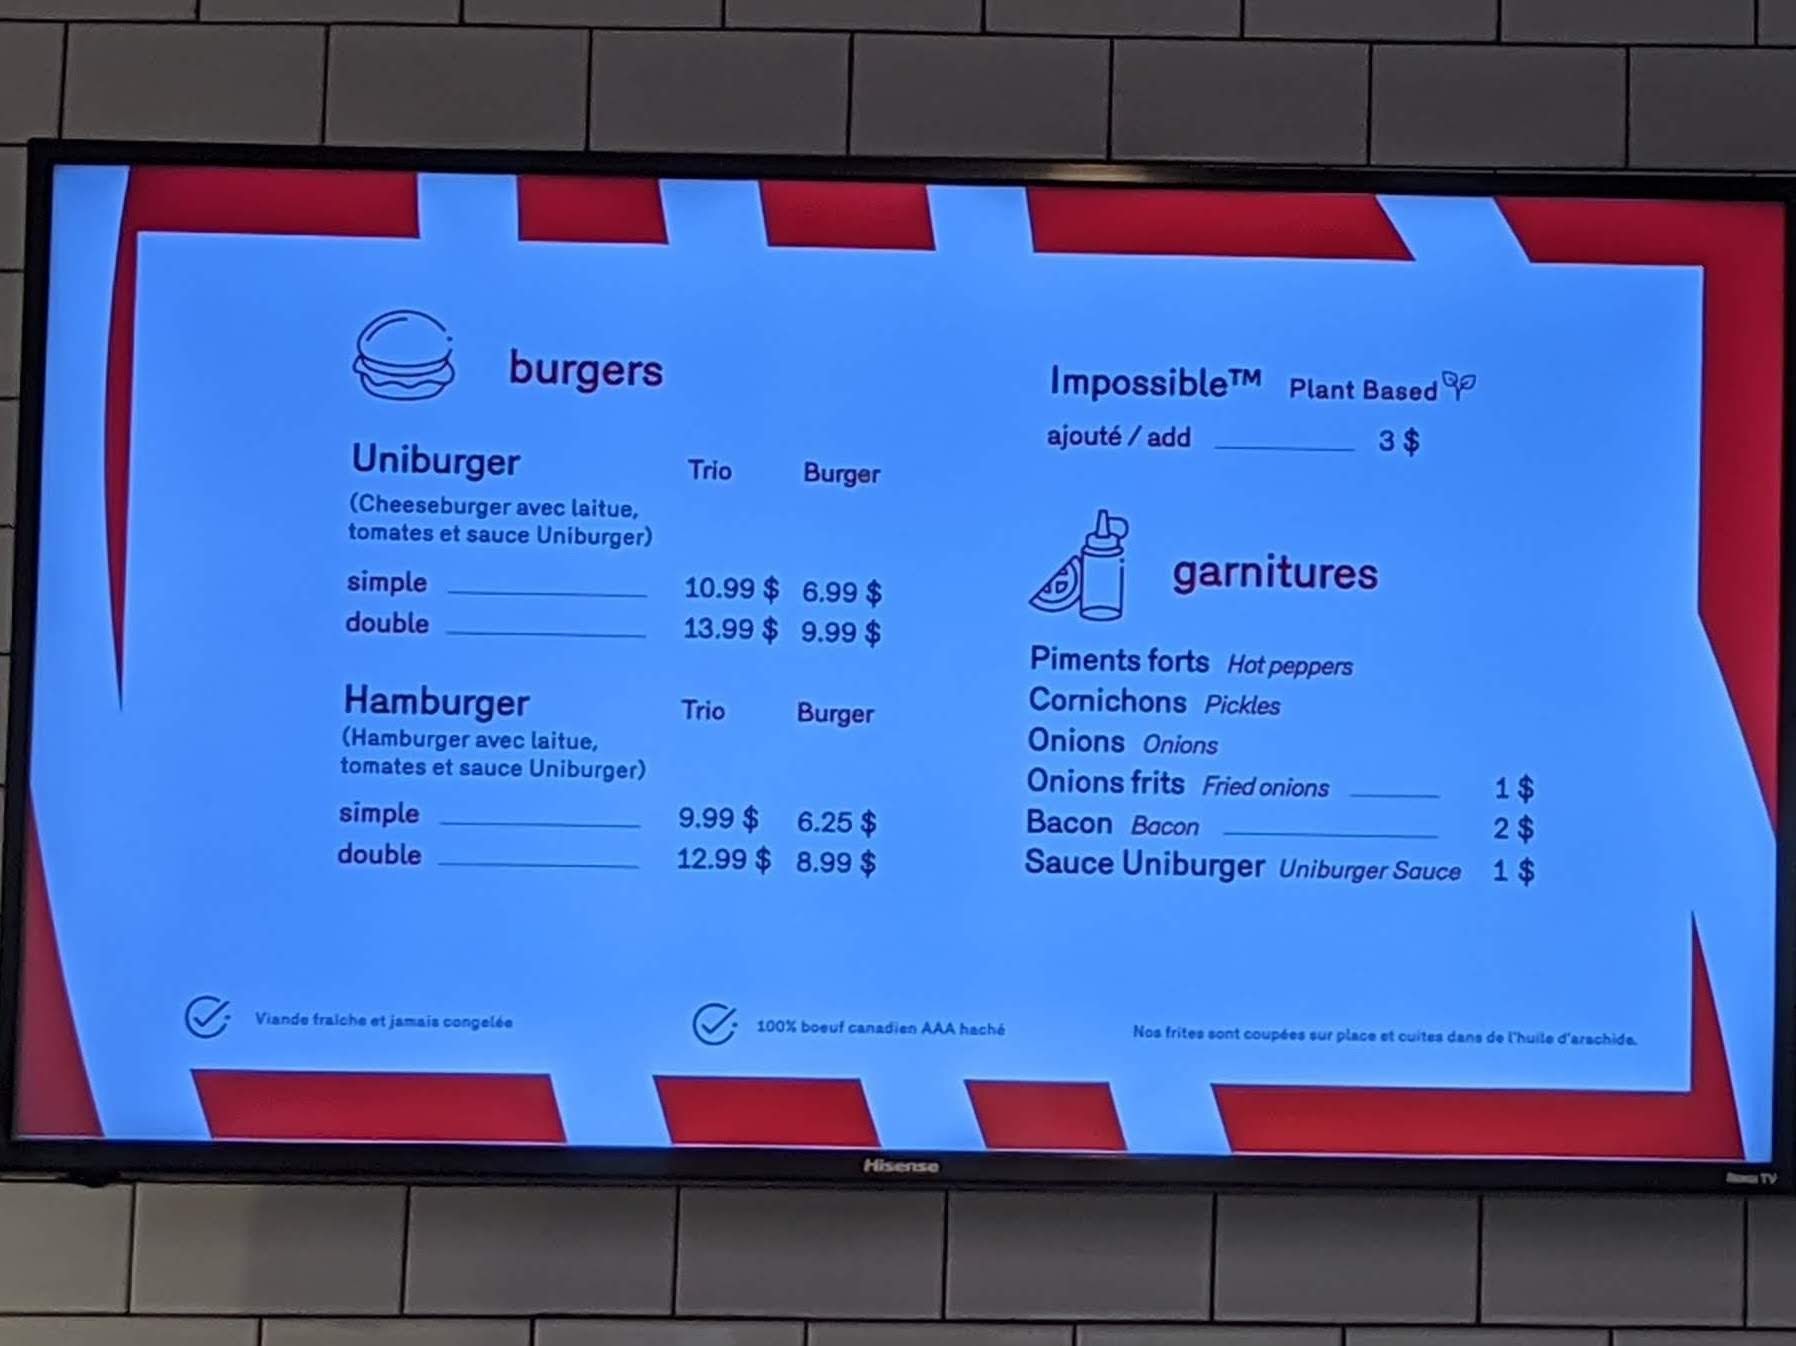 burgers
Uniburger Trio Burger
(Cheeseburger avec laitue,
tomates et sauce Uniburger)
simple 10.99 $ 6.99 $
double 13.99 $ 9.99 $
Hamburger Trio Burger
(Hamburger avec laitue,
tomates et sauce Uniburger)
simple 9.99 $ 6.25 $
double 12.99 $ 8.99 $
Impossible™ Plant Based
ajouté / add 3 $
garnitures
Piments forts Hot peppers
Cornichons Pickles
Onions Onions
Onions frits Fried onions 1 $
Bacon Bacon 2 $
Sauce Uniburger Uniburger Sauce 1 $
Viande fraîche et jamais congelée
100% boeuf canadien AAA haché
Nos frites sont coupées sur place et cuites dans de l'huile d'arachide.
Hisense
Roku TV